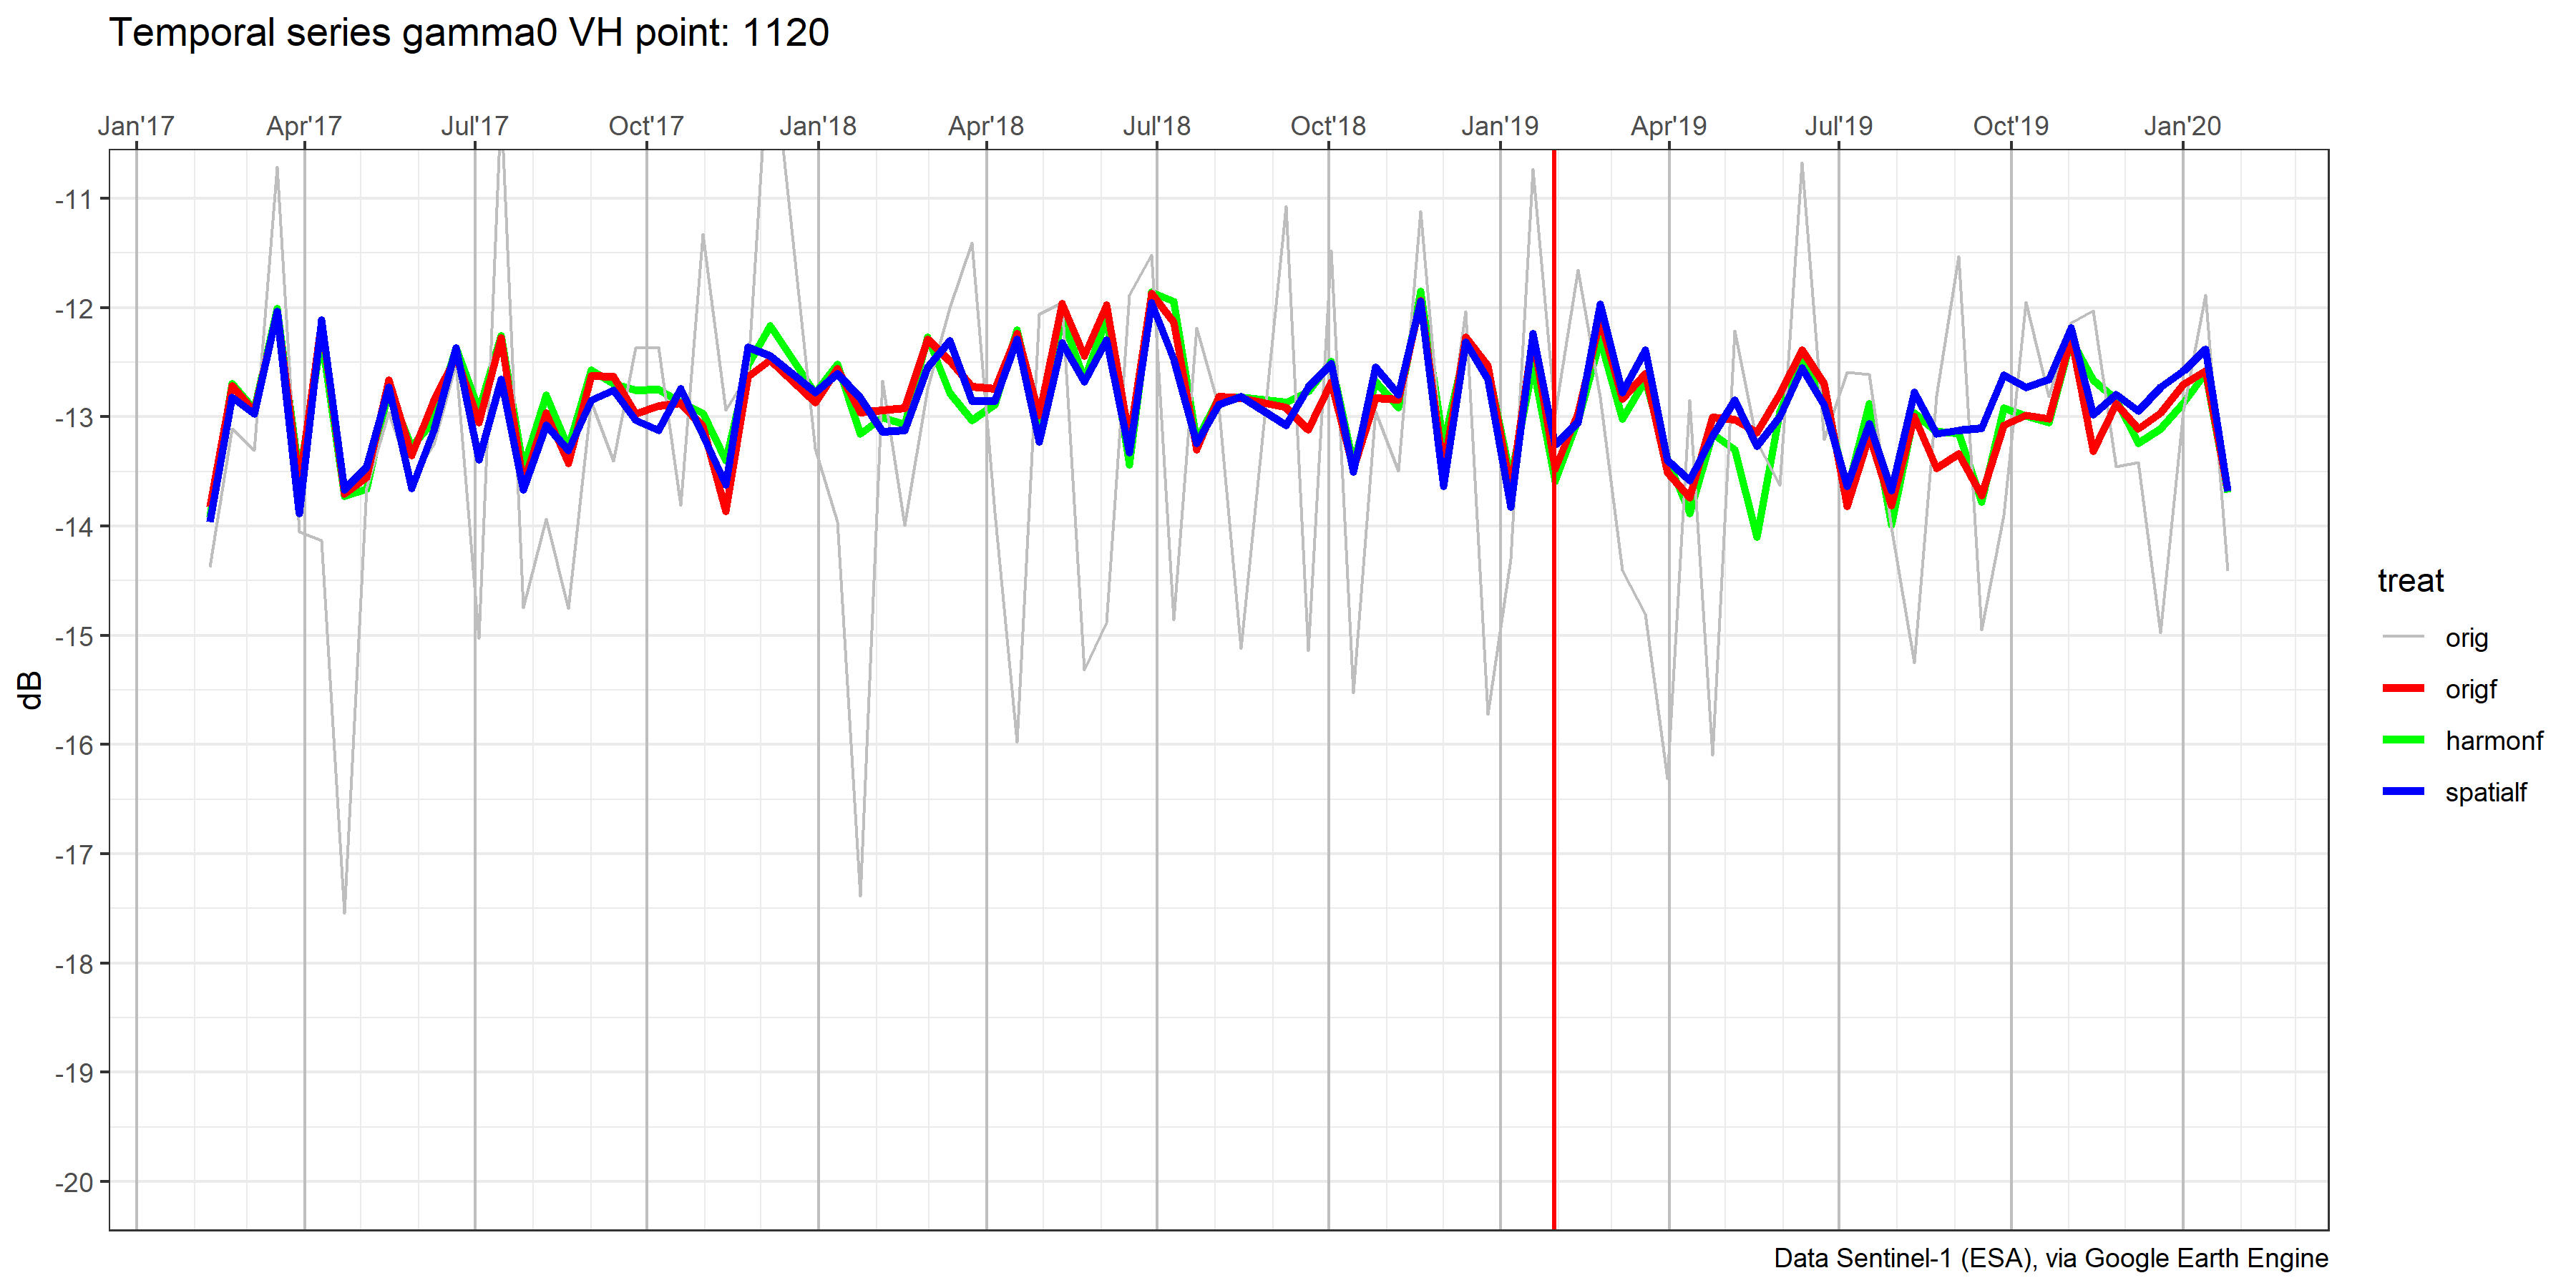 Temporal series gamma0 VH point: 1120
Jan'17 Apr'17 Jul'17 Oct'17 Jan'18 Apr'18 Jul'18 Oct'18 Jan'19 Apr'19 Jul'19 Oct'19 Jan'20
-11
-12
-13
-14
-15
-16
-17
-18
-19
-20
dB
treat
orig
origf
harmonf
spatialf
Data Sentinel-1 (ESA), via Google Earth Engine